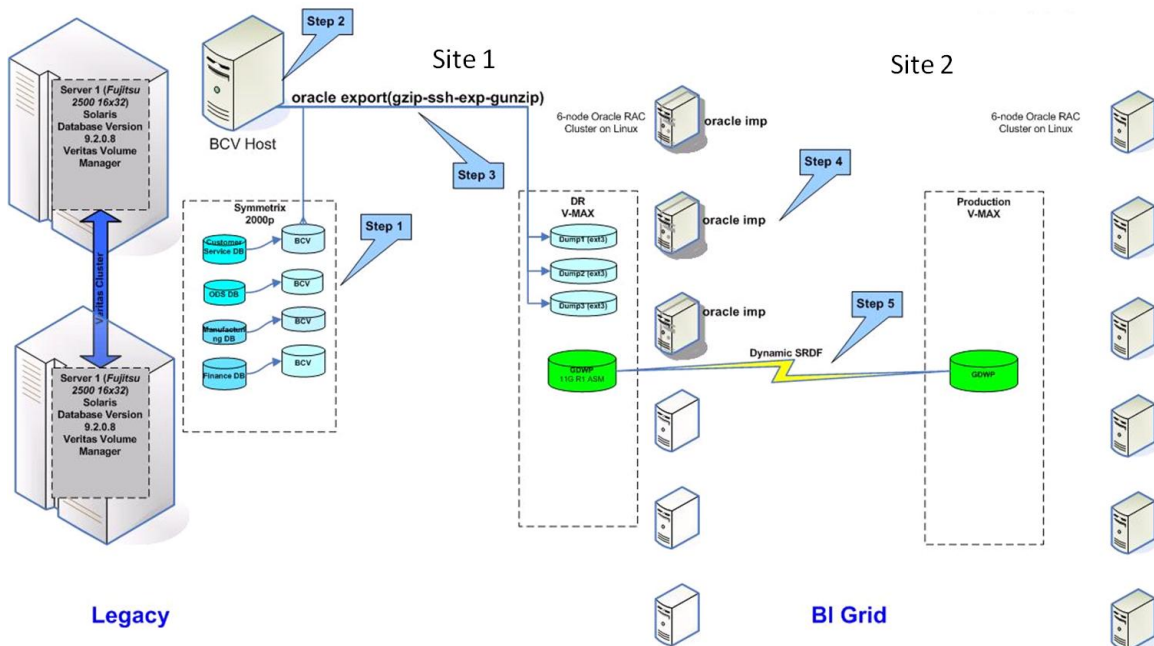 Step 2
Site 1
Site 2
Server 1 (Fujitsu
2500 16x32)
Solaris
Database Version
9.2.0.8
Veritas Volume
Manager
oracle export(gzip-ssh-exp-gunzip)
BCV Host
Step 3
6-node Oracle RAC
Cluster on Linux
oracle imp
6-node Oracle RAC
Cluster on Linux
Step 4
Symmetrix
2000p
Step 1
Customer
Service DB
BCV
ODS DB
BCV
Manufacturi
ng DB
BCV
Finance DB
BCV
Veritas Cluster
DR
V-MAX
Dump1 (ext3)
Dump2 (ext3)
Dump3 (ext3)
oracle imp
oracle imp
Production
V-MAX
Step 5
Dynamic SRDF
GDWP
11G R1 ASM
GDWP
Server 1 (Fujitsu
2500 16x32)
Solaris
Database Version
9.2.0.8
Veritas Volume
Manager
Legacy
BI Grid